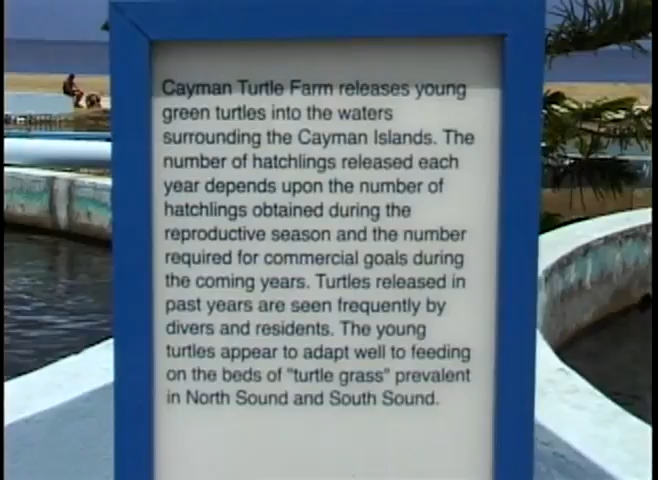 Cayman Turtle Farm releases young
green turtles into the waters
surrounding the Cayman Islands. The
number of hatchlings released each
year depends upon the number of
hatchlings obtained during the
reproductive season and the number
required for commercial goals during
the coming years. Turtles released in
past years are seen frequently by
divers and residents. The young
turtles appear to adapt well to feeding
on the beds of "turtle grass" prevalent
in North Sound and South Sound.